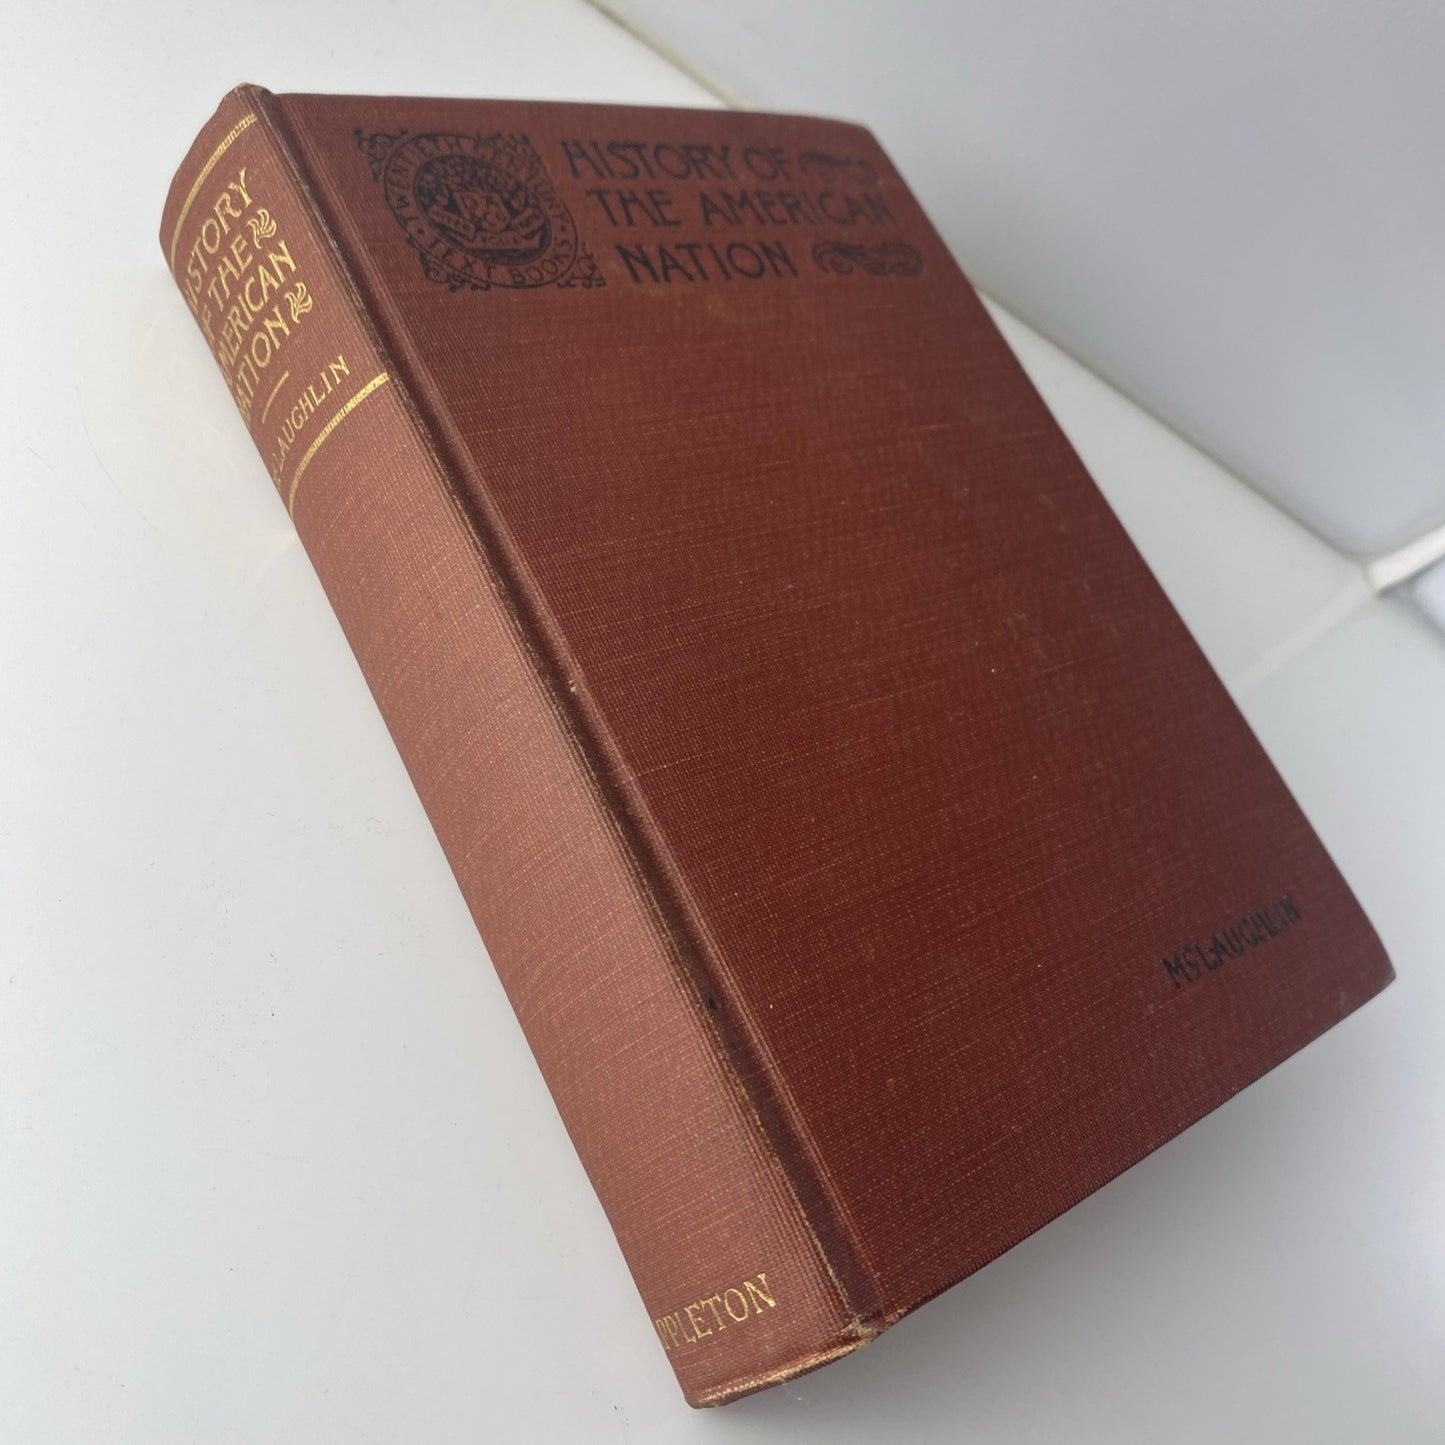 HISTORY OF
THE AMERICAN
NATION
TWENTIETH CENTURY
TEXT BOOKS
McLAUGHLIN
HISTORY
OF THE
AMERICAN
NATION
McLAUGHLIN
APPLETON